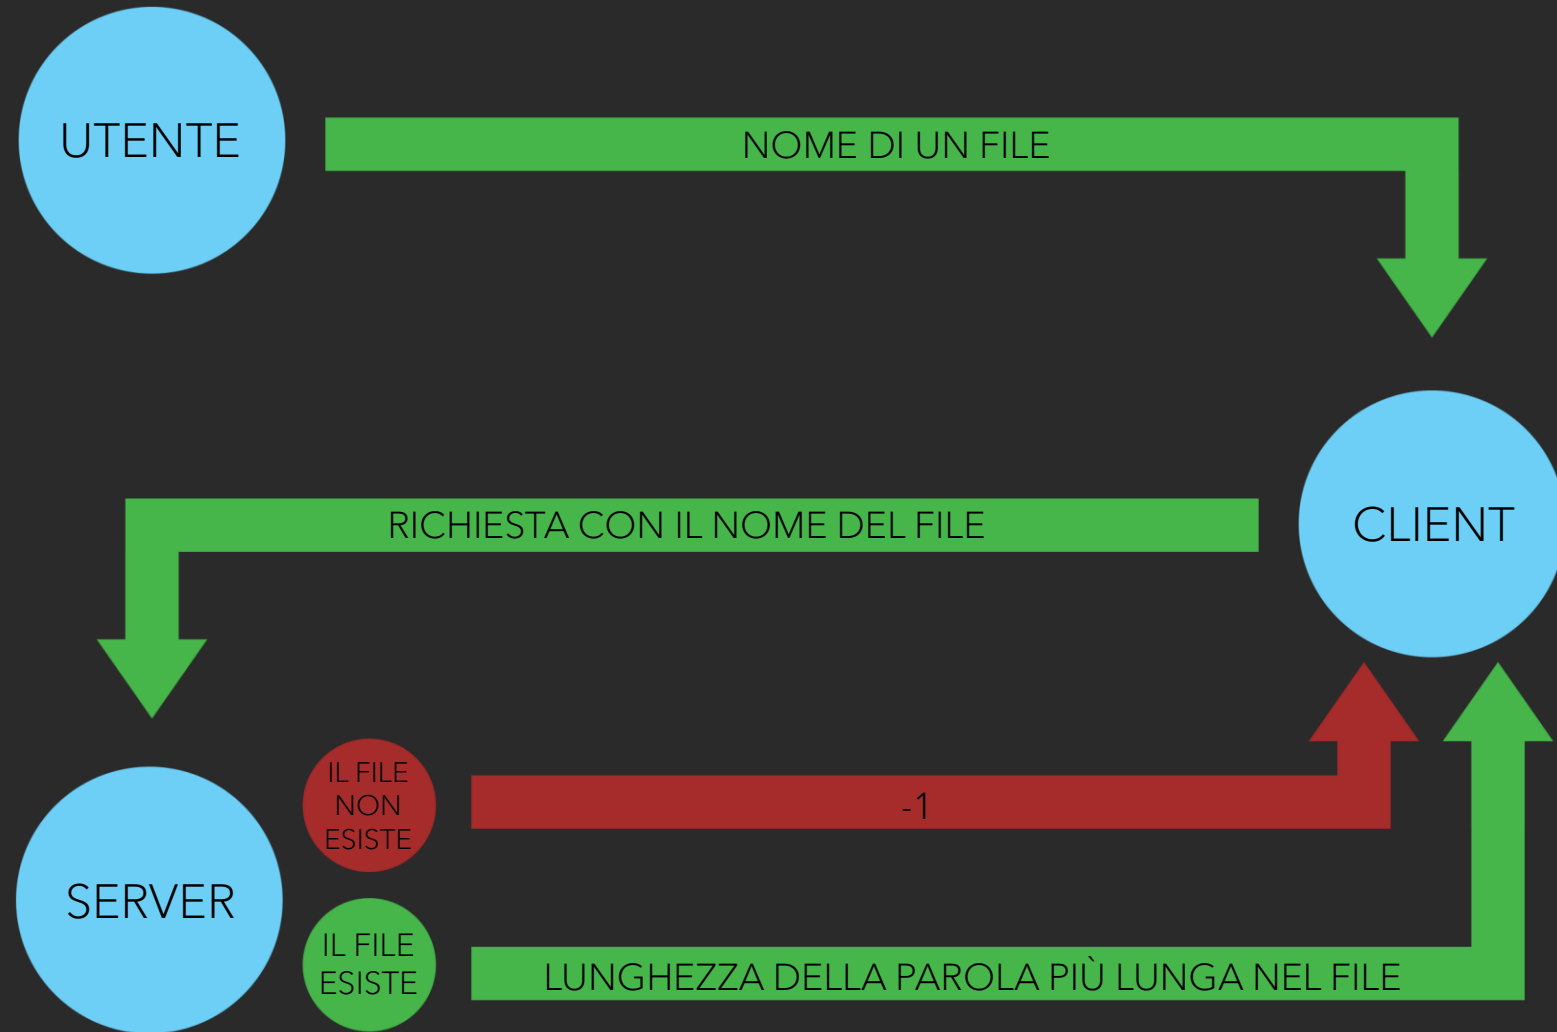 UTENTE
NOME DI UN FILE
RICHIESTA CON IL NOME DEL FILE
CLIENT
SERVER
IL FILE
NON
ESISTE
-1
IL FILE
ESISTE
LUNGHEZZA DELLA PAROLA PIÙ LUNGA NEL FILE